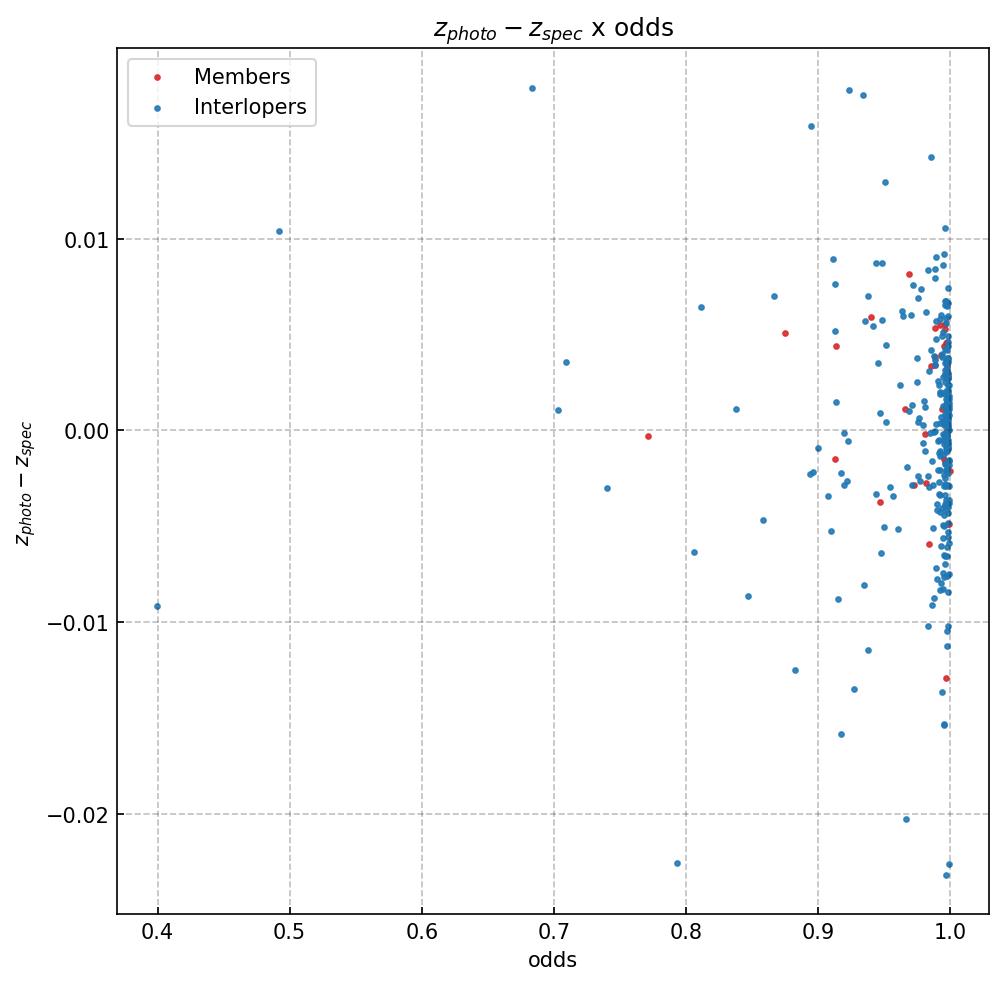 z_photo − z_spec x odds
Members
Interlopers
0.01
0.00
−0.01
−0.02
z_photo − z_spec
0.4 0.5 0.6 0.7 0.8 0.9 1.0
odds